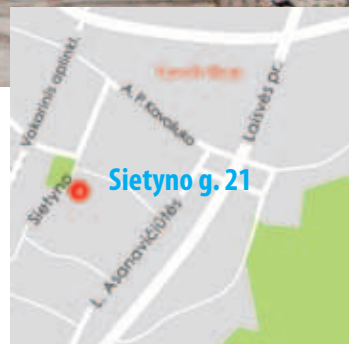 Vakarinis aplinkl.
A. P. Kavoliuko
Laisvės pr.
Sietyno
Sietyno g. 21
L. Asanavičiūtės